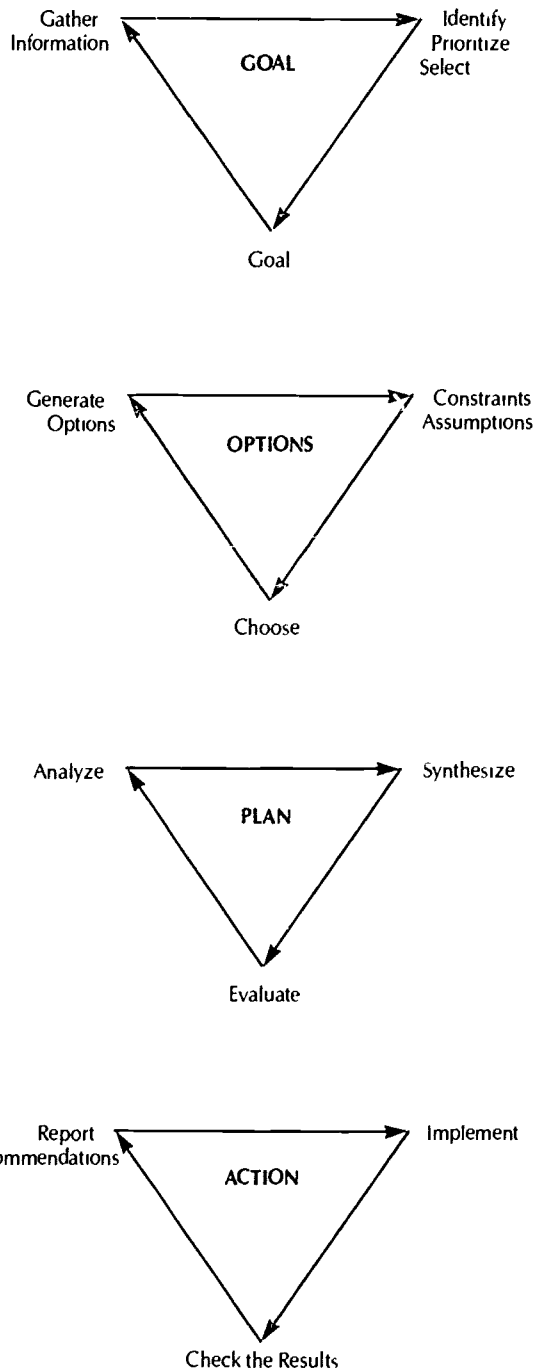 Gather
Information
GOAL
Identify
Prioritize
Select
Goal
Generate
Options
OPTIONS
Constraints
Assumptions
Choose
Analyze
PLAN
Synthesize
Evaluate
Report
ommendations
ACTION
Implement
Check the Results